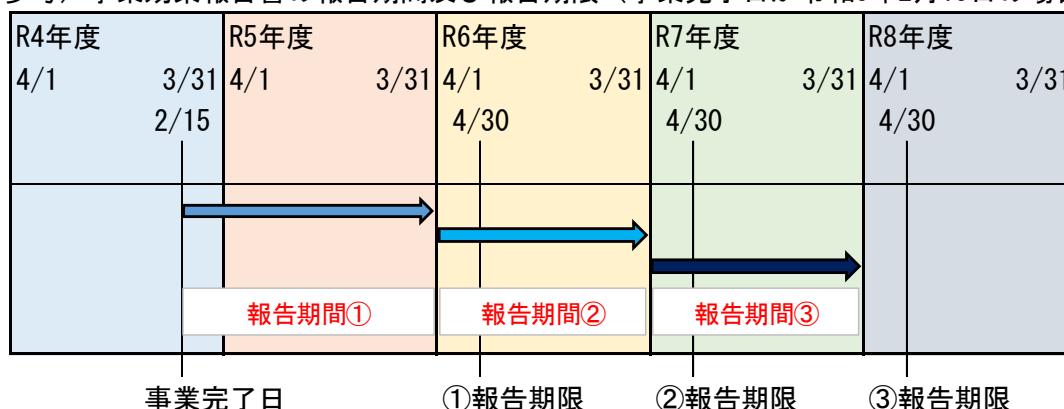 R4年度 R5年度 R6年度 R7年度 R8年度
4/1 3/31 4/1 3/31 4/1 3/31 4/1 3/31 4/1 3/31
2/15 4/30 4/30 4/30
報告期間① 報告期間② 報告期間③
事業完了日 ①報告期限 ②報告期限 ③報告期限